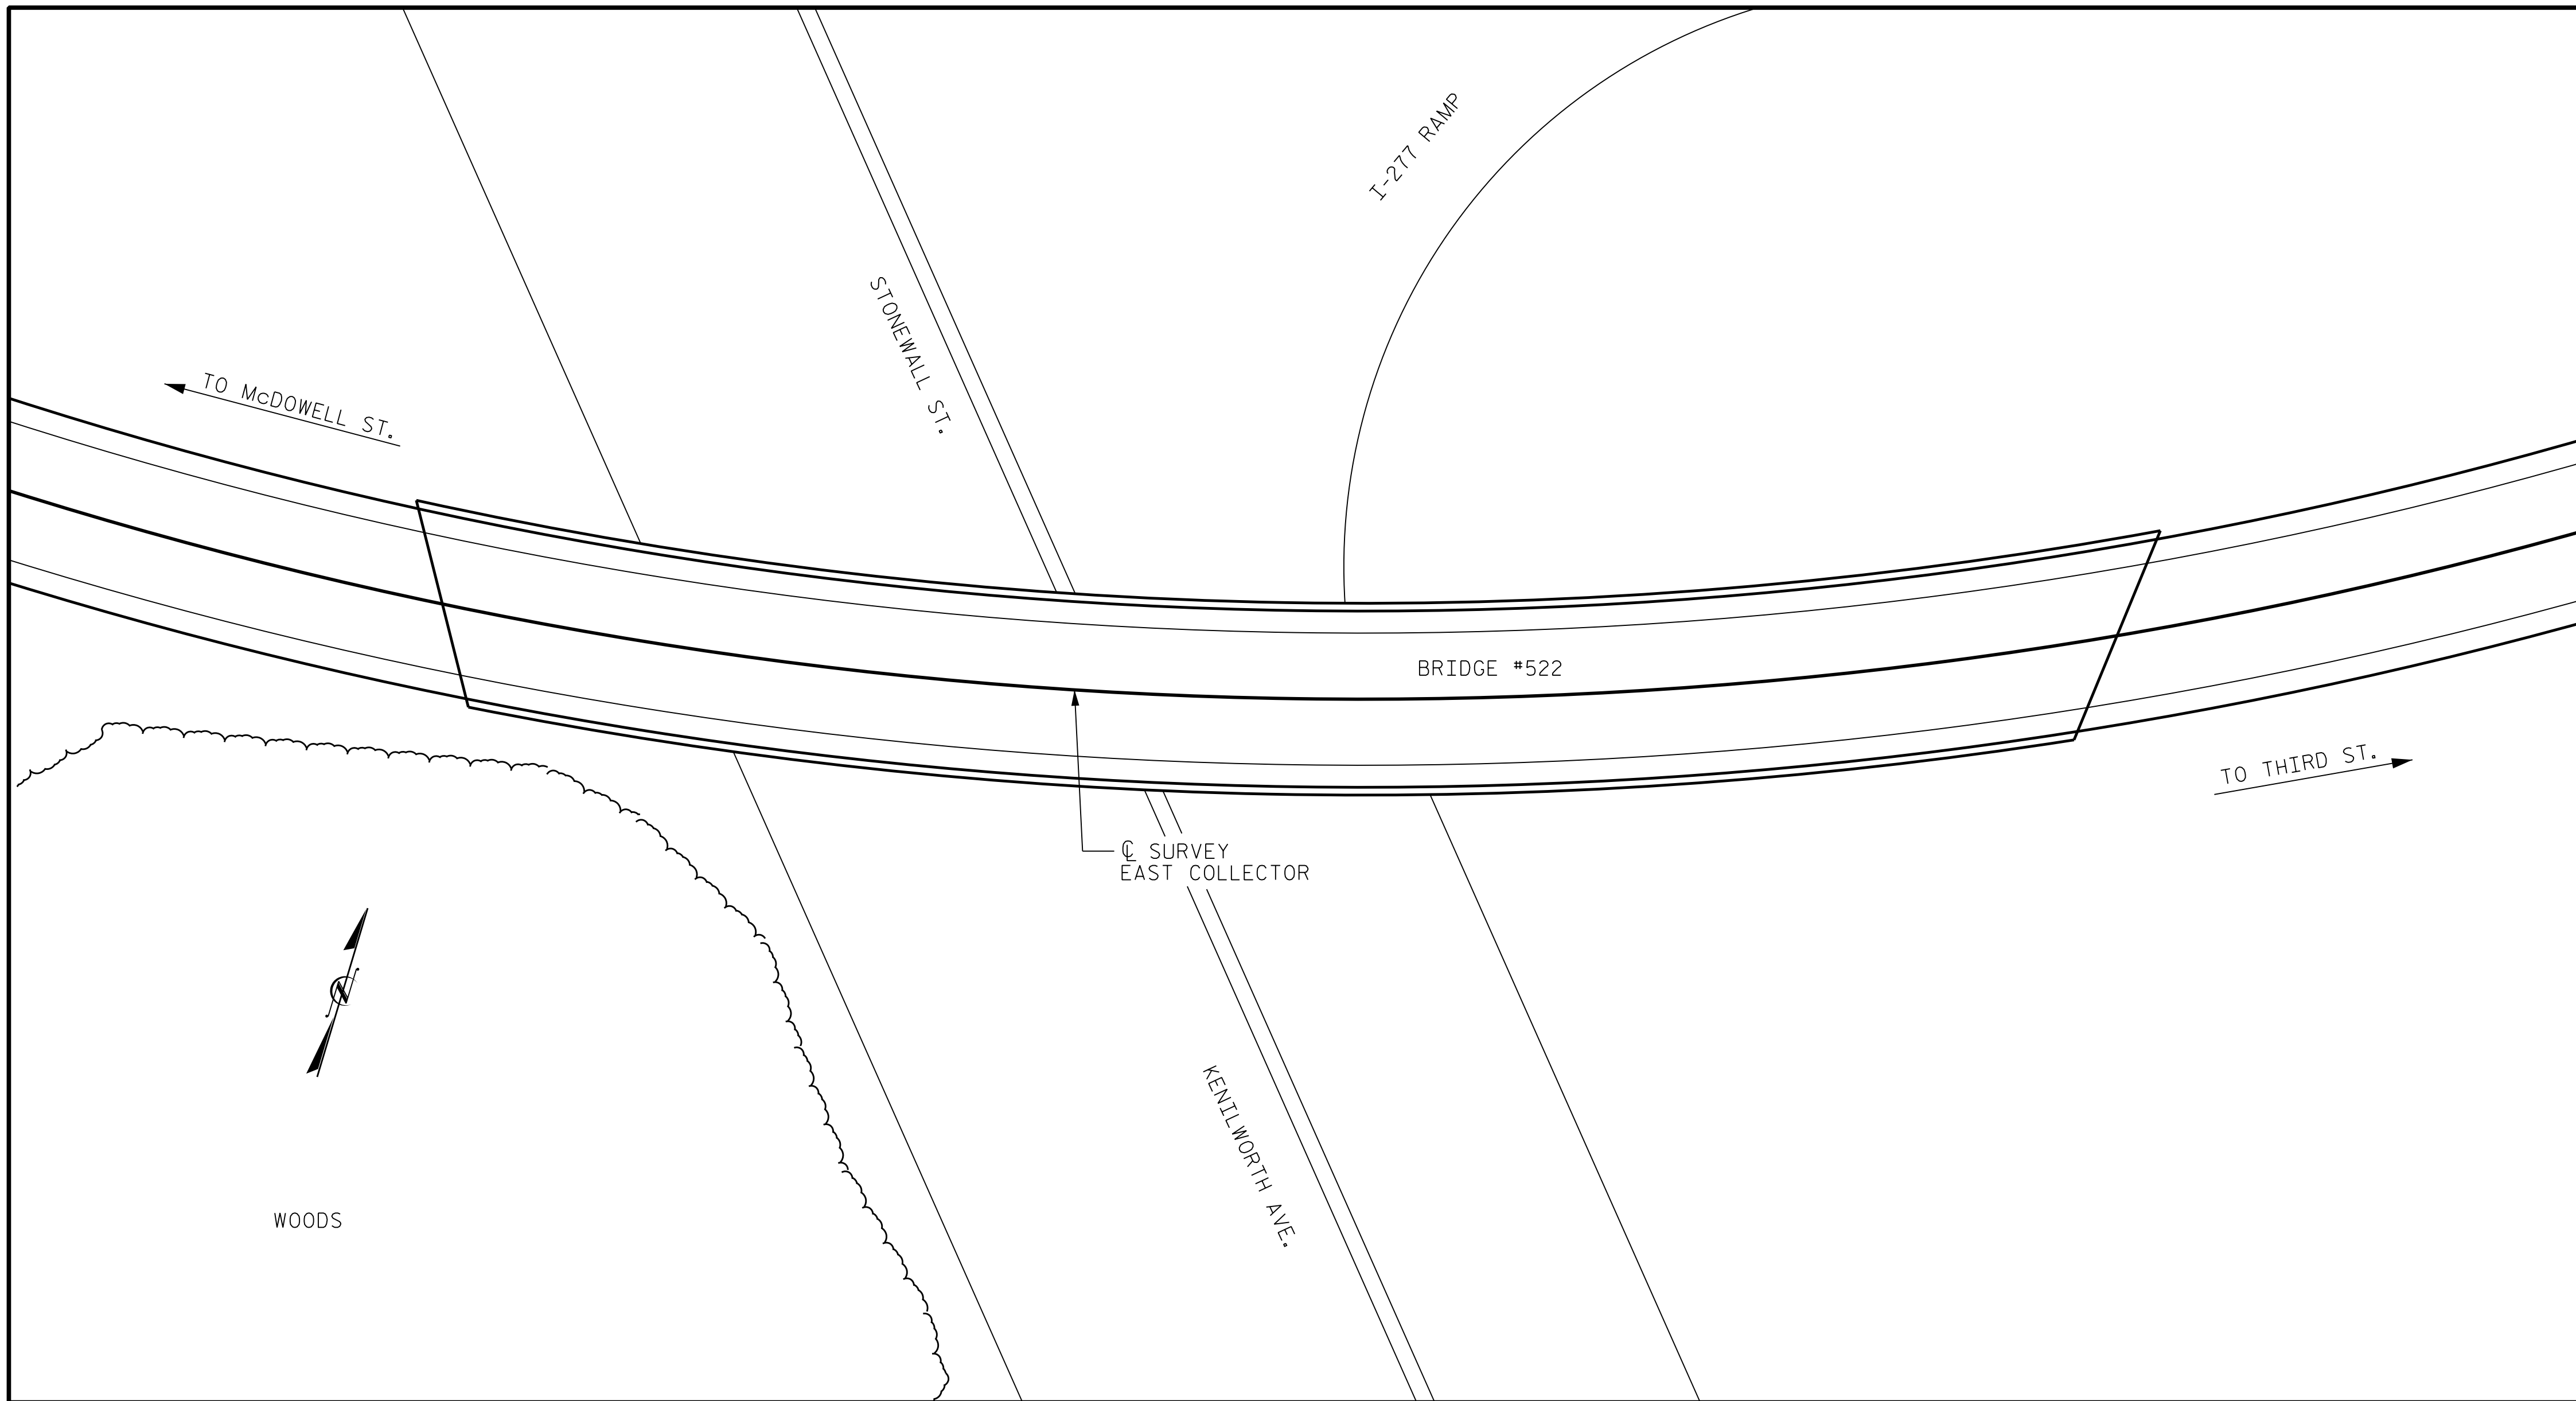 I-277 RAMP
STONEWALL ST.
TO McDOWELL ST.
BRIDGE #522
TO THIRD ST.
℄ SURVEY
EAST COLLECTOR
N
KENILWORTH AVE.
WOODS